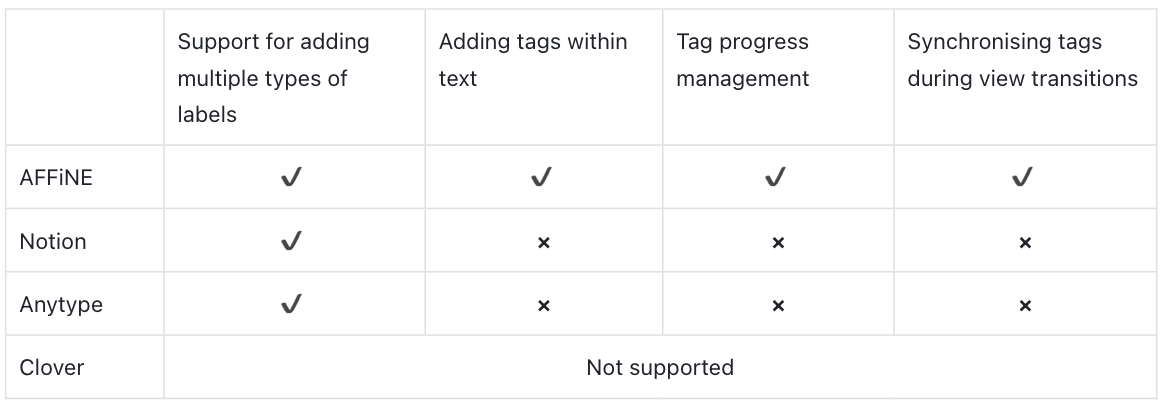 Support for adding multiple types of labels
Adding tags within text
Tag progress management
Synchronising tags during view transitions
AFFiNE ✔ ✔ ✔ ✔
Notion ✔ × × ×
Anytype ✔ × × ×
Clover Not supported